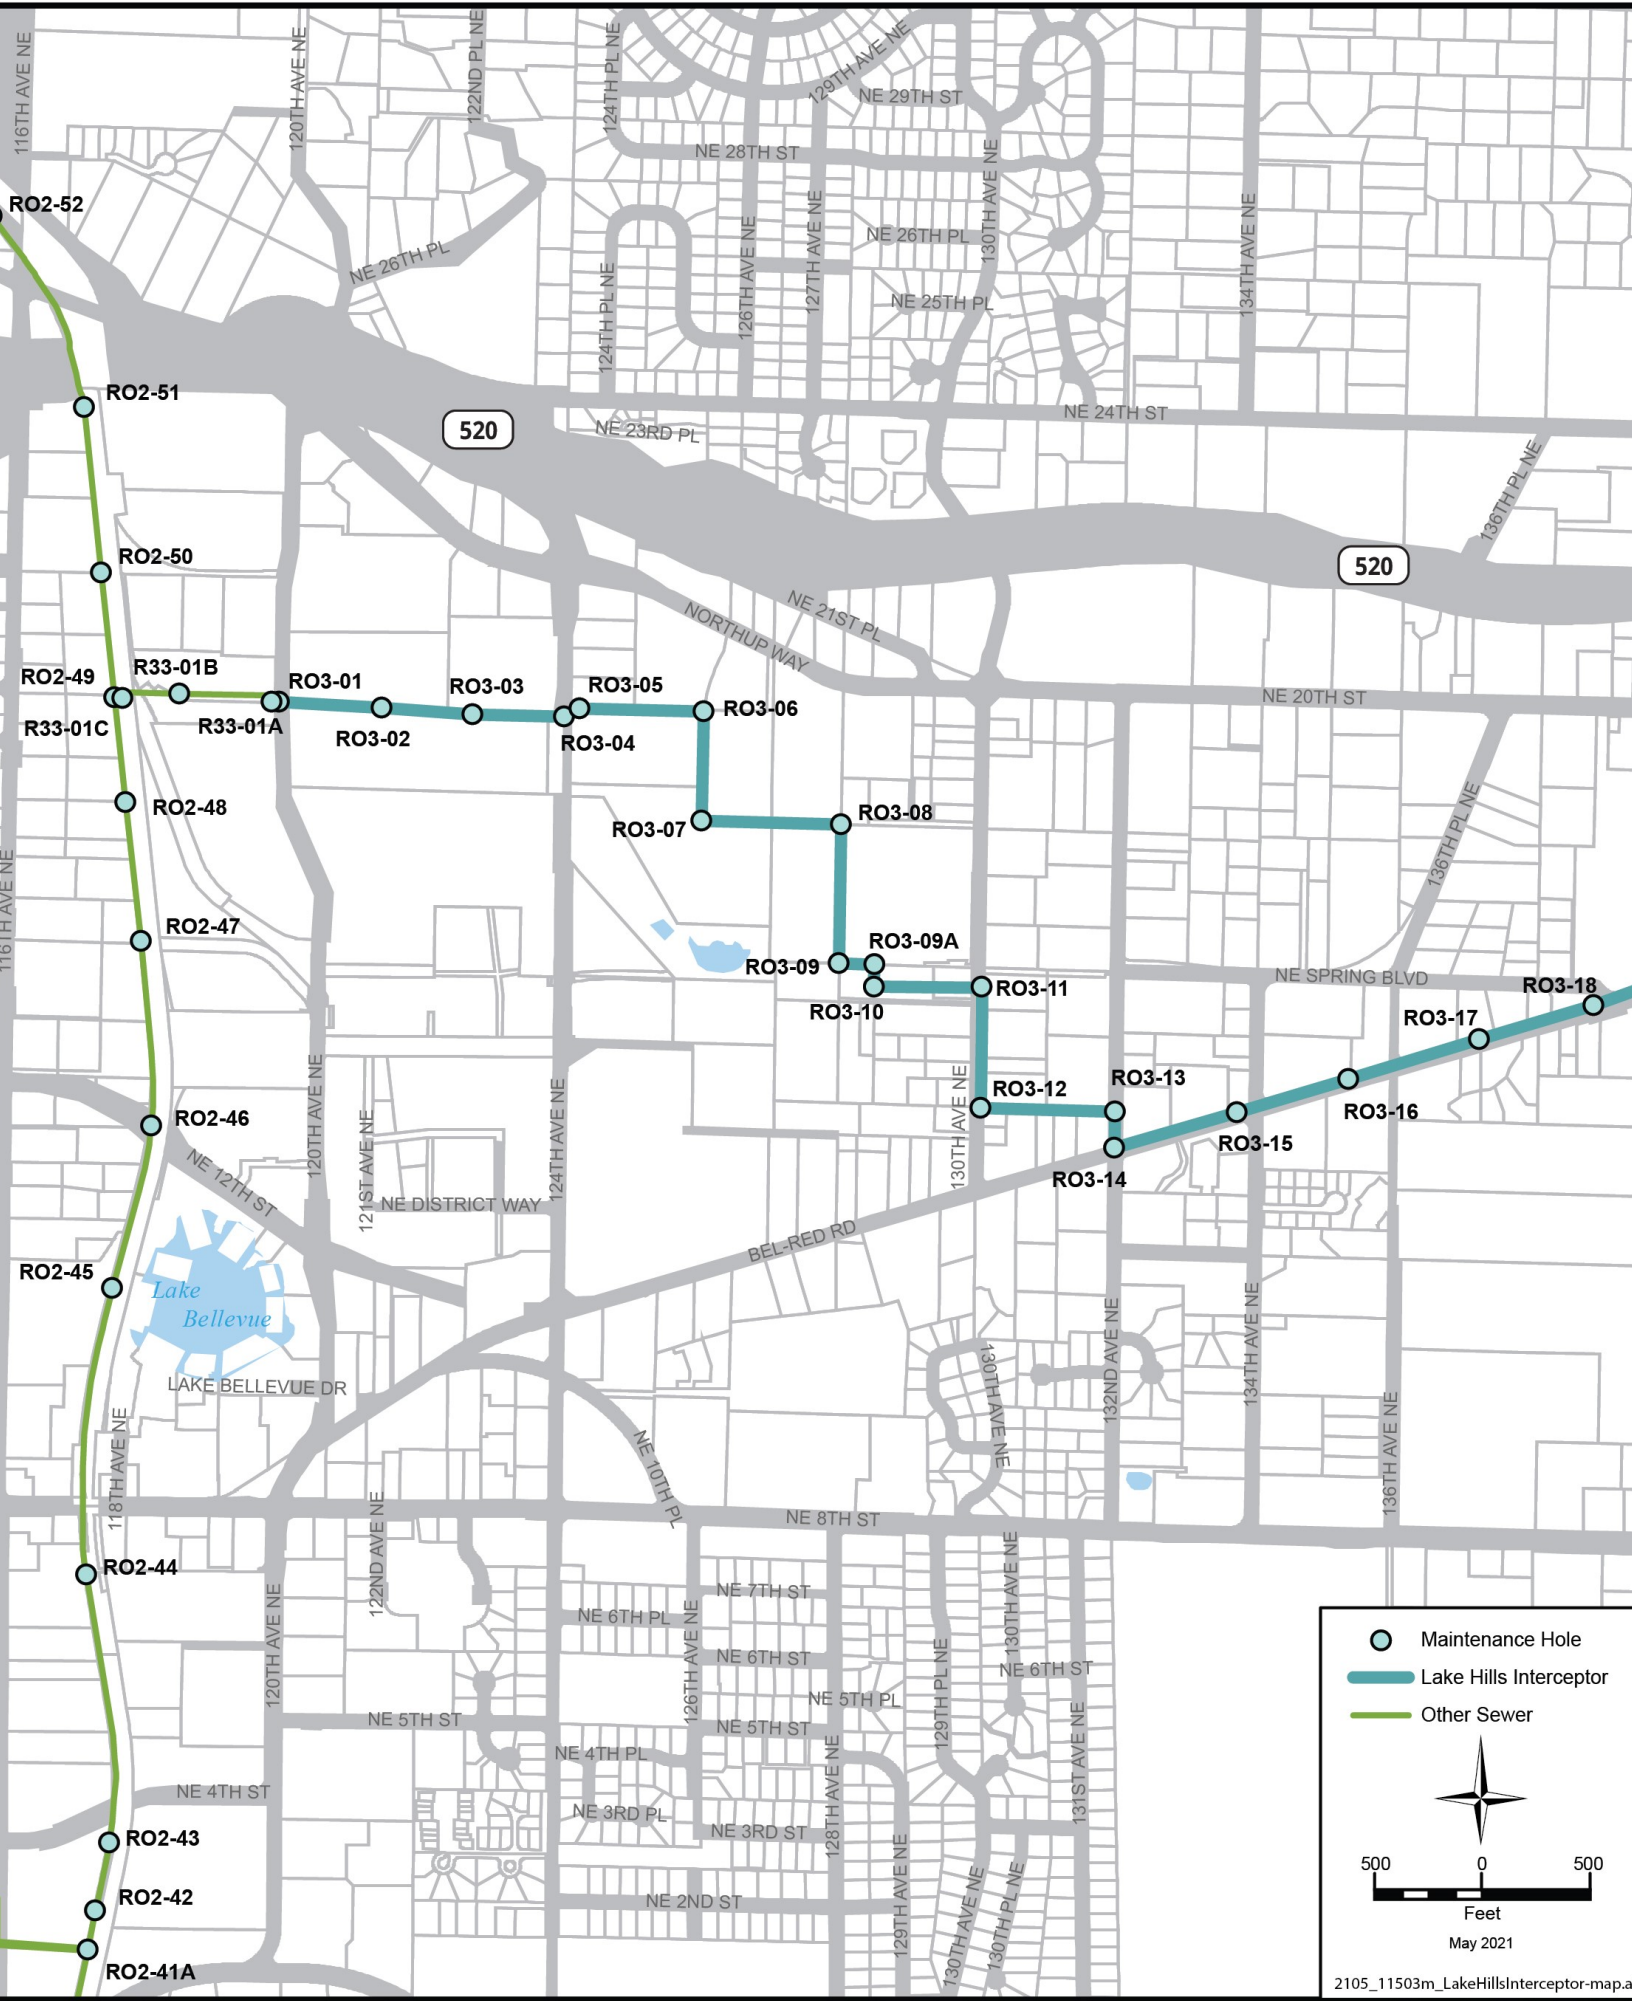 116TH AVE NE
120TH AVE NE
122ND PL NE
124TH PL NE
129TH AVE NE
NE 29TH ST
NE 28TH ST
130TH AVE NE
134TH AVE NE
RO2-52
NE 26TH PL
124TH PL NE
126TH AVE NE
127TH AVE NE
NE 26TH PL
NE 25TH PL
RO2-51
520
NE 23RD PL
NE 24TH ST
136TH PL NE
RO2-50
520
NORTHUP WAY
NE 21ST PL
RO2-49
R33-01B
RO3-01
RO3-03
RO3-05
RO3-06
NE 20TH ST
R33-01C
R33-01A
RO3-02
RO3-04
RO2-48
RO3-07
RO3-08
136TH PL NE
116TH AVE NE
RO2-47
RO3-09
RO3-09A
RO3-10
RO3-11
NE SPRING BLVD
RO3-18
RO3-17
RO3-12
RO3-13
RO3-16
RO3-15
RO3-14
RO2-46
NE 12TH ST
120TH AVE NE
121ST AVE NE
124TH AVE NE
130TH AVE NE
NE DISTRICT WAY
BEL-RED RD
RO2-45
Lake
Bellevue
LAKE BELLEVUE DR
118TH AVE NE
NE 10TH PL
130TH AVE NE
132ND AVE NE
134TH AVE NE
136TH AVE NE
NE 8TH ST
RO2-44
120TH AVE NE
122ND AVE NE
NE 7TH ST
NE 6TH PL
126TH AVE NE
NE 6TH ST
NE 5TH PL
129TH PL NE
130TH AVE NE
NE 6TH ST
NE 5TH ST
NE 5TH ST
NE 4TH PL
128TH AVE NE
131ST AVE NE
NE 4TH ST
NE 3RD PL
NE 3RD ST
RO2-43
RO2-42
NE 2ND ST
129TH AVE NE
130TH AVE NE
130TH PL NE
RO2-41A
Maintenance Hole
Lake Hills Interceptor
Other Sewer
500 0 500
Feet
May 2021
2105_11503m_LakeHillsInterceptor-map.a